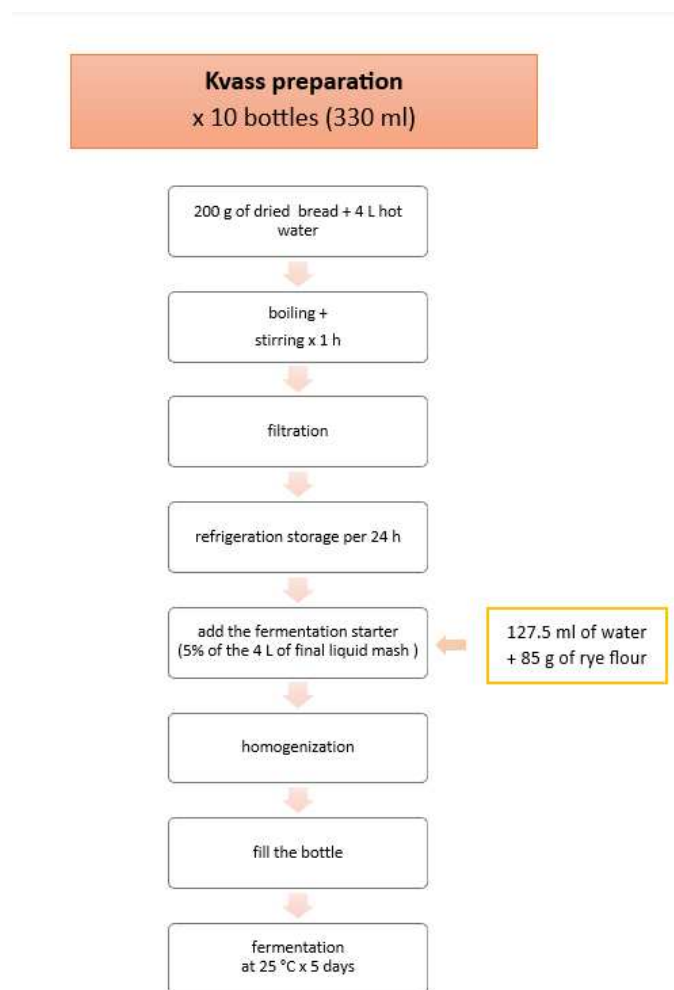 Kvass preparation
x 10 bottles (330 ml)
200 g of dried bread + 4 L hot
water
boiling +
stirring x 1 h
filtration
refrigeration storage per 24 h
add the fermentation starter
(5% of the 4 L of final liquid mash )
127.5 ml of water
+ 85 g of rye flour
homogenization
fill the bottle
fermentation
at 25 °C x 5 days